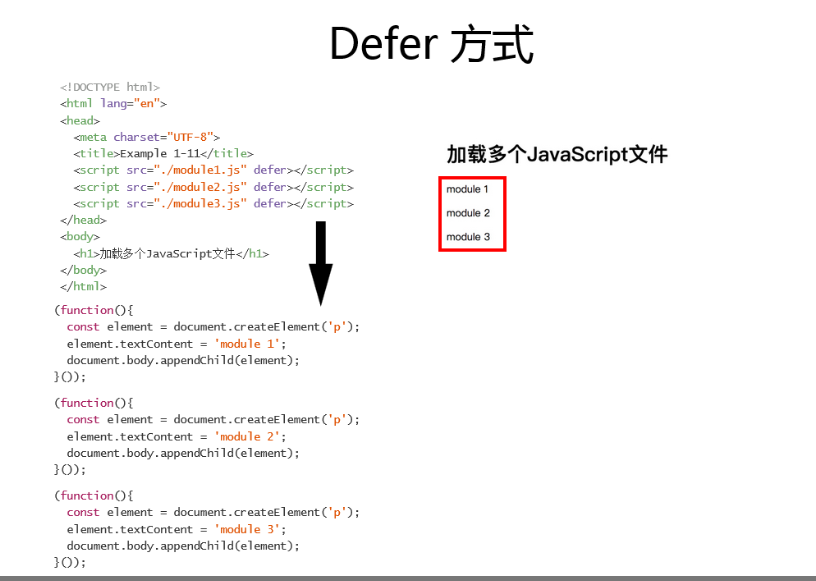 Defer 方式
<!DOCTYPE html>
<html lang="en">
<head>
  <meta charset="UTF-8">
  <title>Example 1-11</title>
  <script src="./module1.js" defer></script>
  <script src="./module2.js" defer></script>
  <script src="./module3.js" defer></script>
</head>
<body>
  <h1>加载多个JavaScript文件</h1>
</body>
</html>
(function(){
  const element = document.createElement('p');
  element.textContent = 'module 1';
  document.body.appendChild(element);
}());
(function(){
  const element = document.createElement('p');
  element.textContent = 'module 2';
  document.body.appendChild(element);
}());
(function(){
  const element = document.createElement('p');
  element.textContent = 'module 3';
  document.body.appendChild(element);
}());
加载多个JavaScript文件
module 1
module 2
module 3